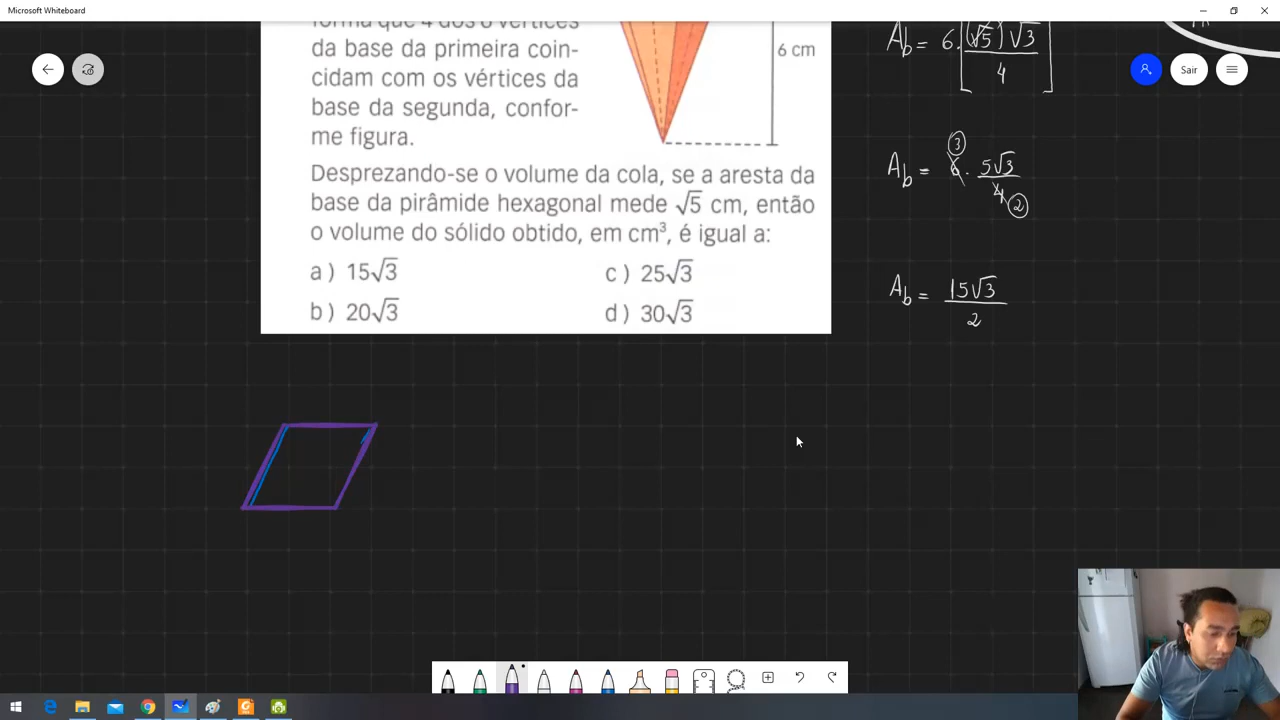 Microsoft Whiteboard
forma que 4 dos 6 vértices
da base da primeira coin-
cidam com os vértices da
base da segunda, confor-
me figura.
6 cm
Desprezando-se o volume da cola, se a aresta da
base da pirâmide hexagonal mede √5 cm, então
o volume do sólido obtido, em cm³, é igual a:
a) 15√3
c) 25√3
b) 20√3
d) 30√3
Ab = 6.[(√5)√3/4]
Ab = 6. 5√3/4
3
2
Ab = 15√3/2
Sair